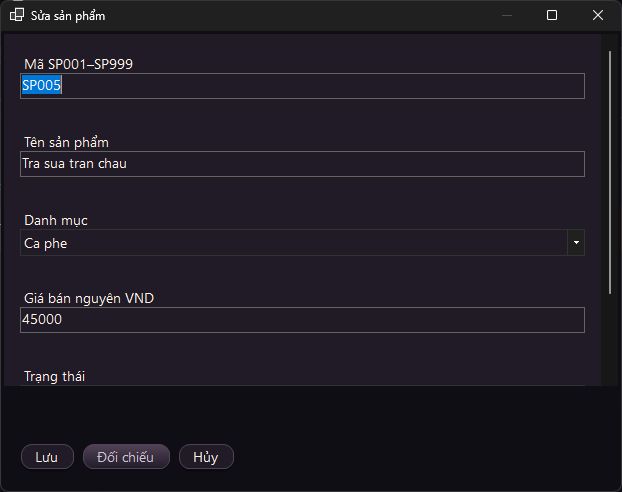 Sửa sản phẩm
Mã SP001–SP999
SP005
Tên sản phẩm
Tra sua tran chau
Danh mục
Ca phe
Giá bán nguyên VND
45000
Trạng thái
Lưu
Đối chiếu
Hủy